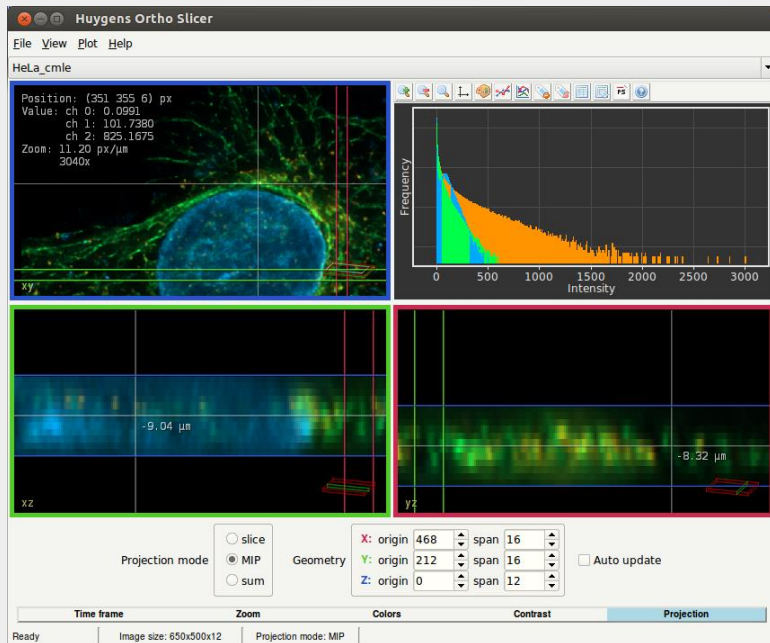 Huygens Ortho Slicer
File View Plot Help
HeLa_cmle
Position: (351 355 6) px
Value: ch 0: 0.0991
ch 1: 101.7380
ch 2: 825.1675
Zoom: 11.20 px/μm
3040x
xy
FS
Frequency
0 500 1000 1500 2000 2500 3000
Intensity
-9.04 μm
xz
-8.32 μm
yz
Projection mode
slice
MIP
sum
Geometry
X: origin 468 span 16
Y: origin 212 span 16
Z: origin 0 span 12
Auto update
Time frame Zoom Colors Contrast Projection
Ready Image size: 650x500x12 Projection mode: MIP